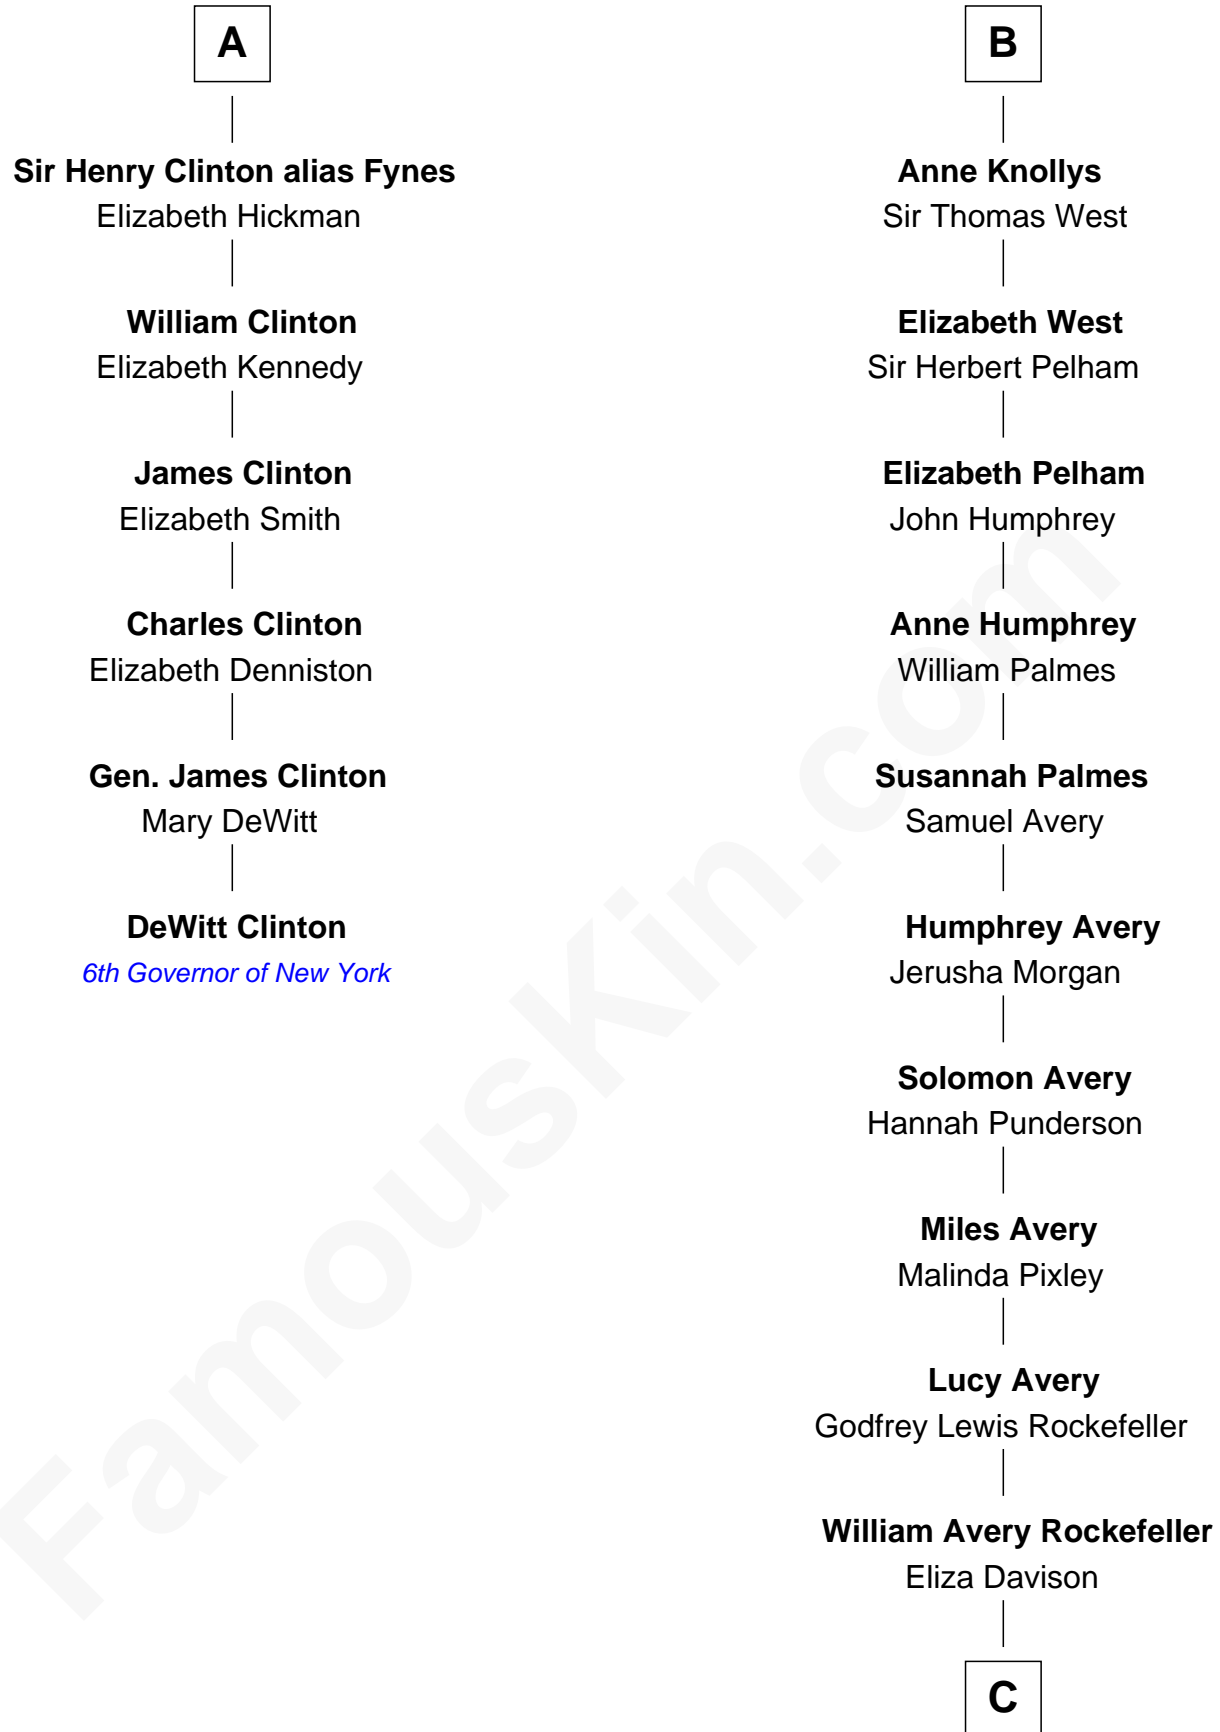 A
Sir Henry Clinton alias Fynes
Elizabeth Hickman
William Clinton
Elizabeth Kennedy
James Clinton
Elizabeth Smith
Charles Clinton
Elizabeth Denniston
Gen. James Clinton
Mary DeWitt
DeWitt Clinton
6th Governor of New York
B
Anne Knollys
Sir Thomas West
Elizabeth West
Sir Herbert Pelham
Elizabeth Pelham
John Humphrey
Anne Humphrey
William Palmes
Susannah Palmes
Samuel Avery
Humphrey Avery
Jerusha Morgan
Solomon Avery
Hannah Punderson
Miles Avery
Malinda Pixley
Lucy Avery
Godfrey Lewis Rockefeller
William Avery Rockefeller
Eliza Davison
C
FamousKin.com